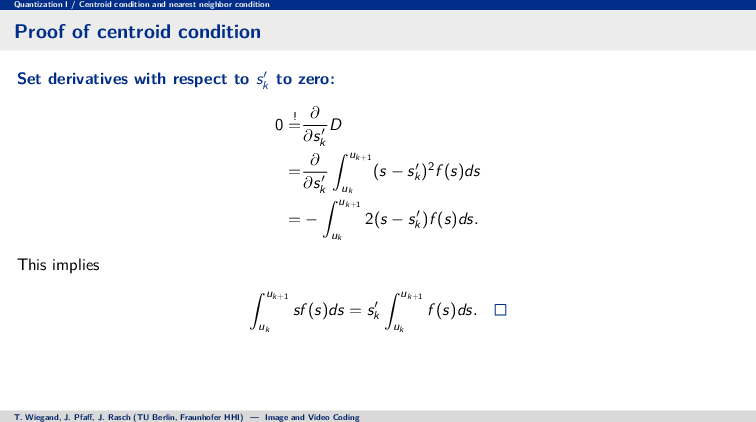 Quantization I / Centroid condition and nearest neighbor condition
Proof of centroid condition
Set derivatives with respect to $s'_k$ to zero:
$0 \overset{!}{=} \frac{\partial}{\partial s'_k} D$
$= \frac{\partial}{\partial s'_k} \int_{u_k}^{u_{k+1}} (s - s'_k)^2 f(s) ds$
$= - \int_{u_k}^{u_{k+1}} 2(s - s'_k) f(s) ds.$
This implies
$\int_{u_k}^{u_{k+1}} s f(s) ds = s'_k \int_{u_k}^{u_{k+1}} f(s) ds. \quad \square$
T. Wiegand, J. Pfaff, J. Rasch (TU Berlin, Fraunhofer HHI) — Image and Video Coding